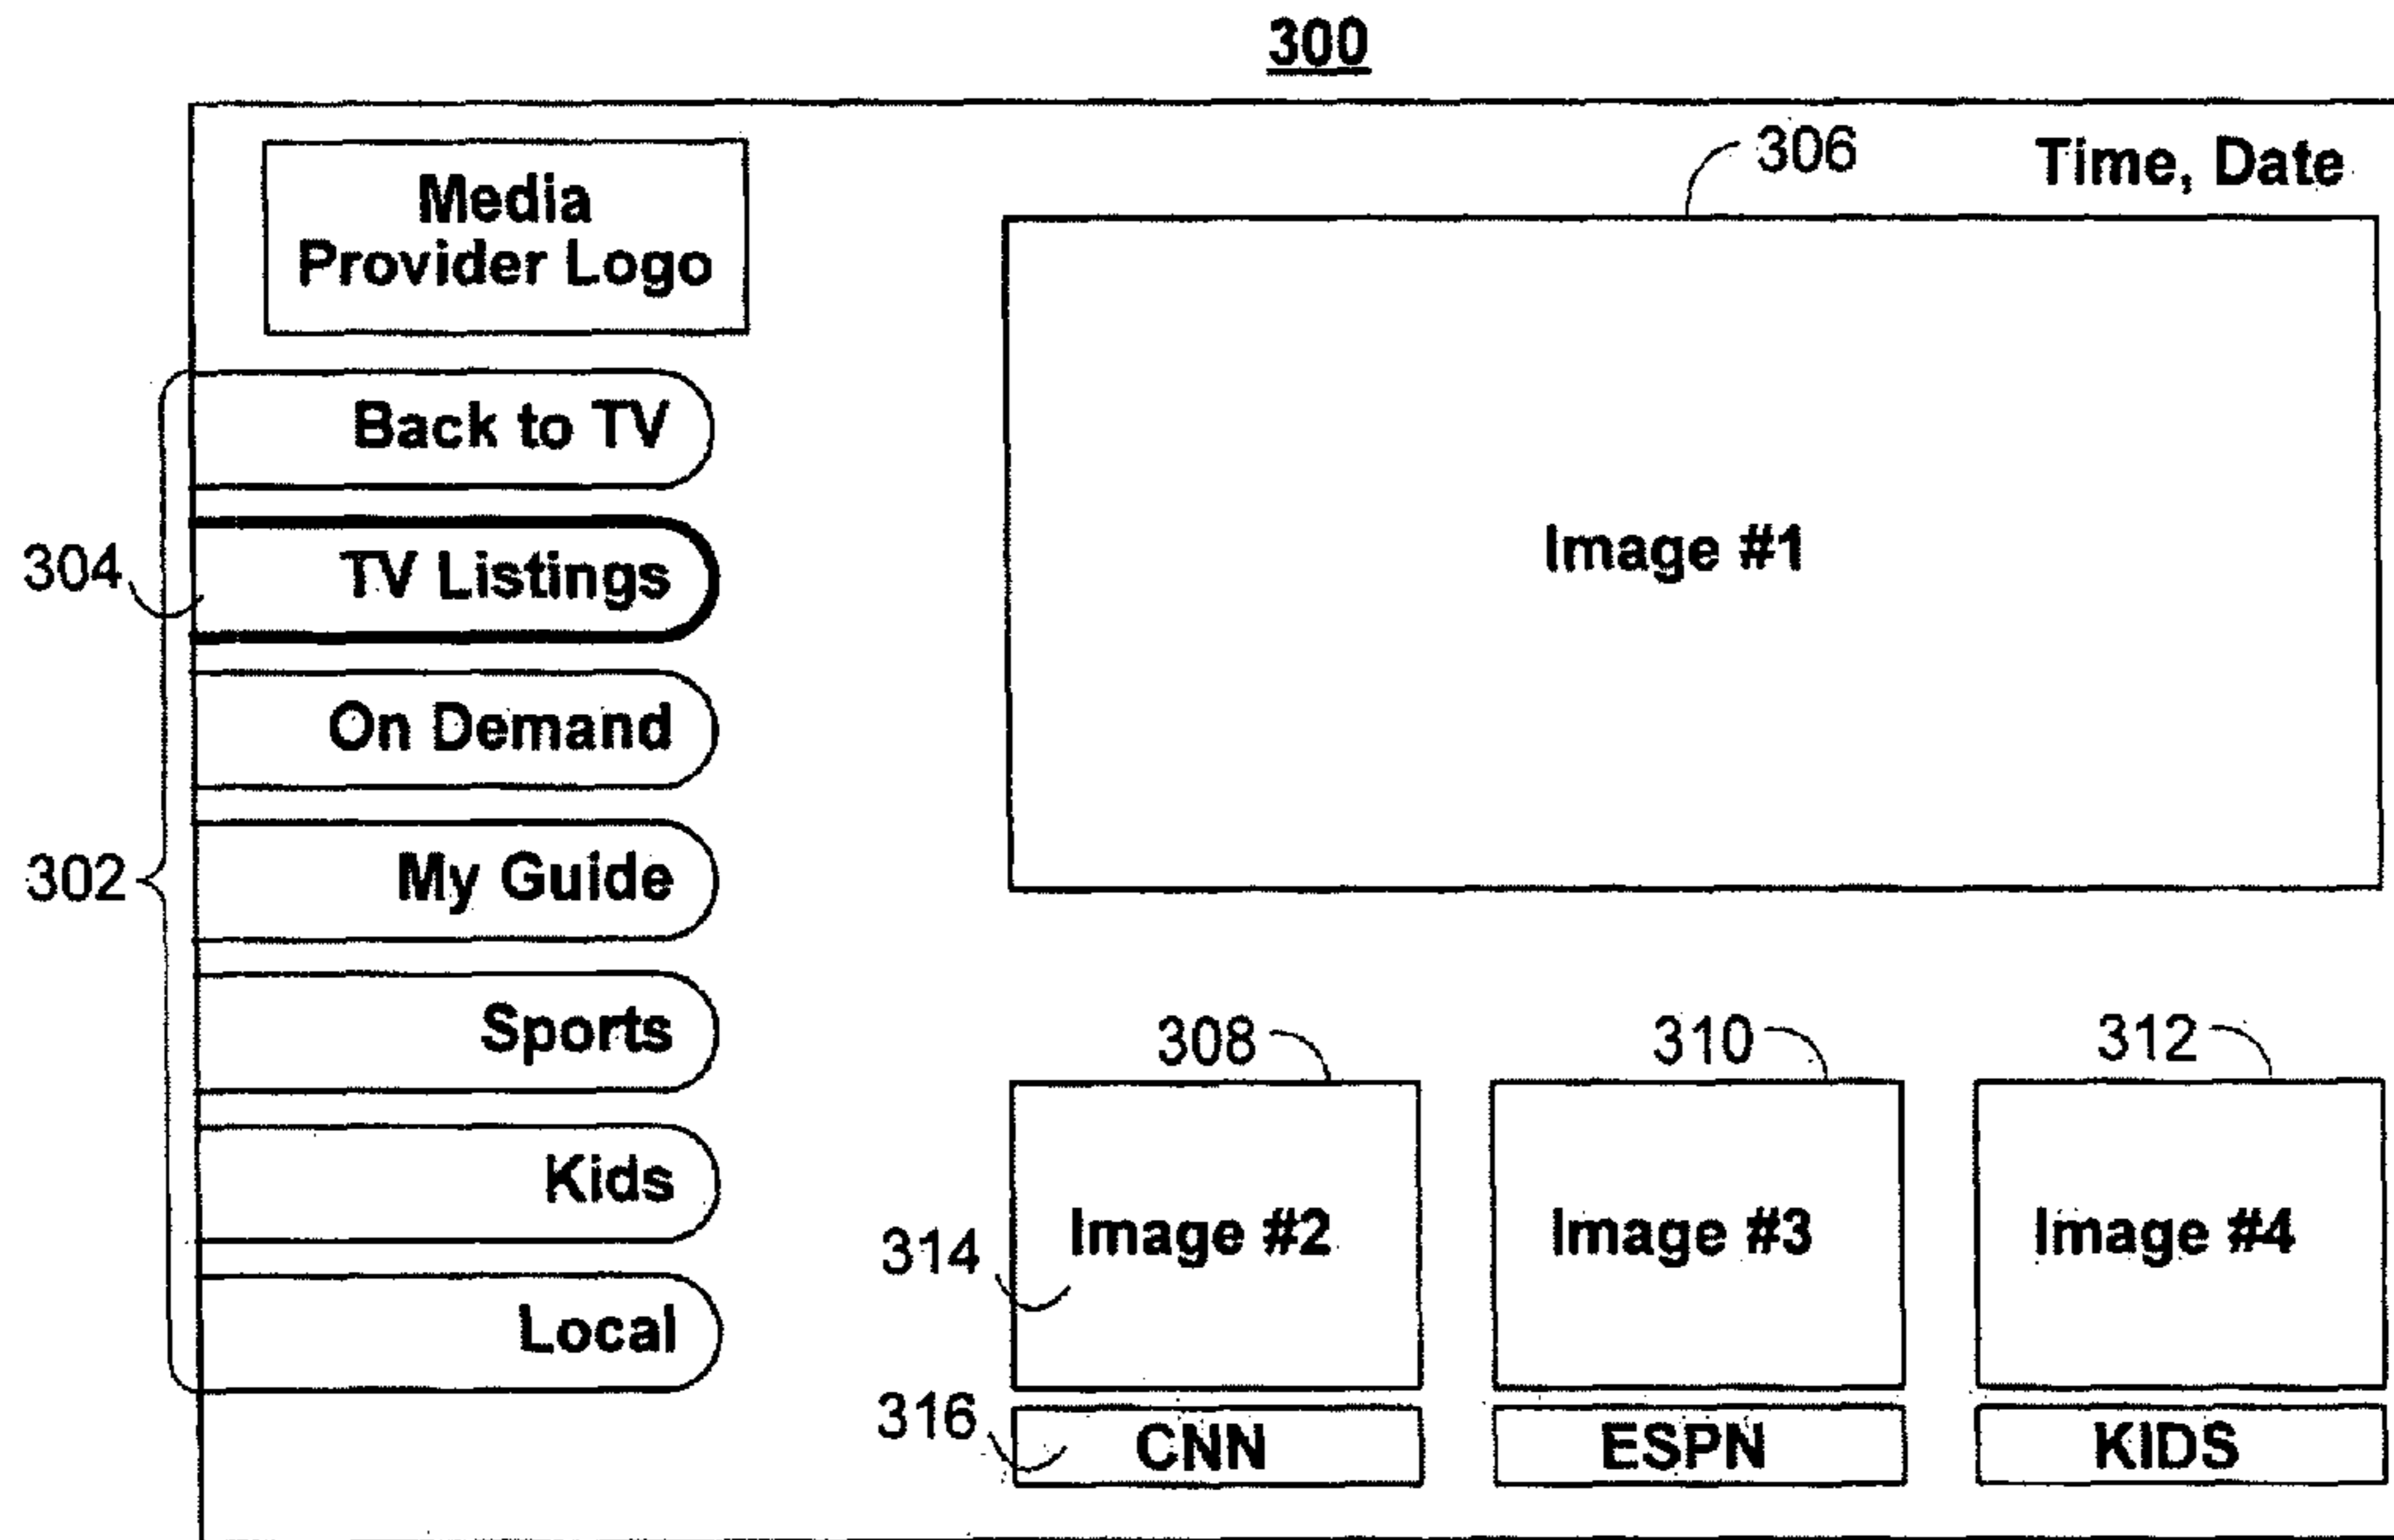 300
306
Time, Date
Media
Provider Logo
Back to TV
304
TV Listings
Image #1
On Demand
302
My Guide
Sports
308
310
312
Kids
314
Image #2
Image #3
Image #4
Local
316
CNN
ESPN
KIDS